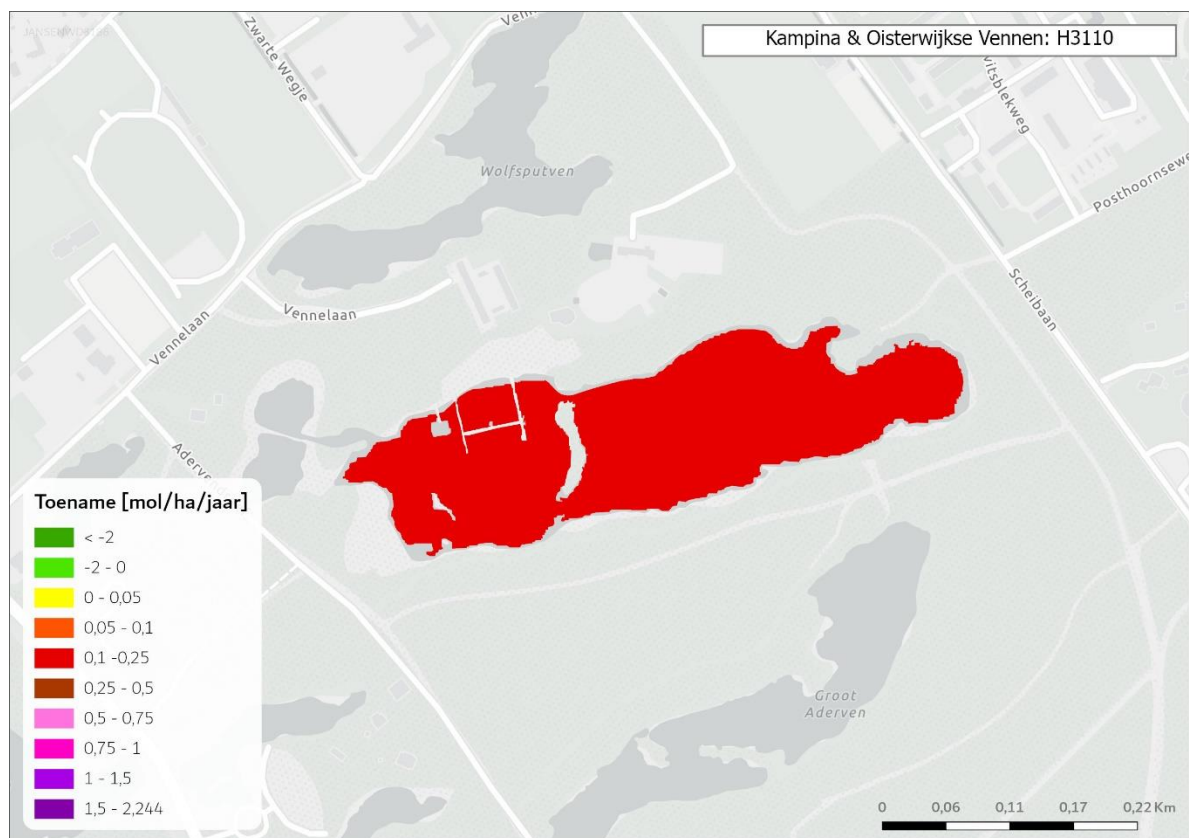 Kampina & Oisterwijkse Vennen: H3110
Zwarte Wegje
Wolfsputven
Posthoornsewe
Scheibaan
Vennelaan
Vennelaan
Aderve
Groot
Aderven
Toename [mol/ha/jaar]
< -2
-2 - 0
0 - 0,05
0,05 - 0,1
0,1 -0,25
0,25 - 0,5
0,5 - 0,75
0,75 - 1
1 - 1,5
1,5 - 2,244
0 0,06 0,11 0,17 0,22 Km